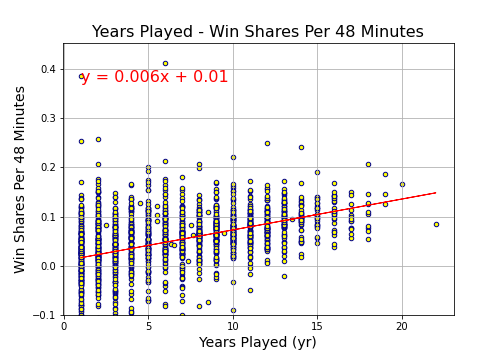 Years Played - Win Shares Per 48 Minutes
y = 0.006x + 0.01
Win Shares Per 48 Minutes
0.4
0.3
0.2
0.1
0.0
−0.1
0
5
10
15
20
Years Played (yr)